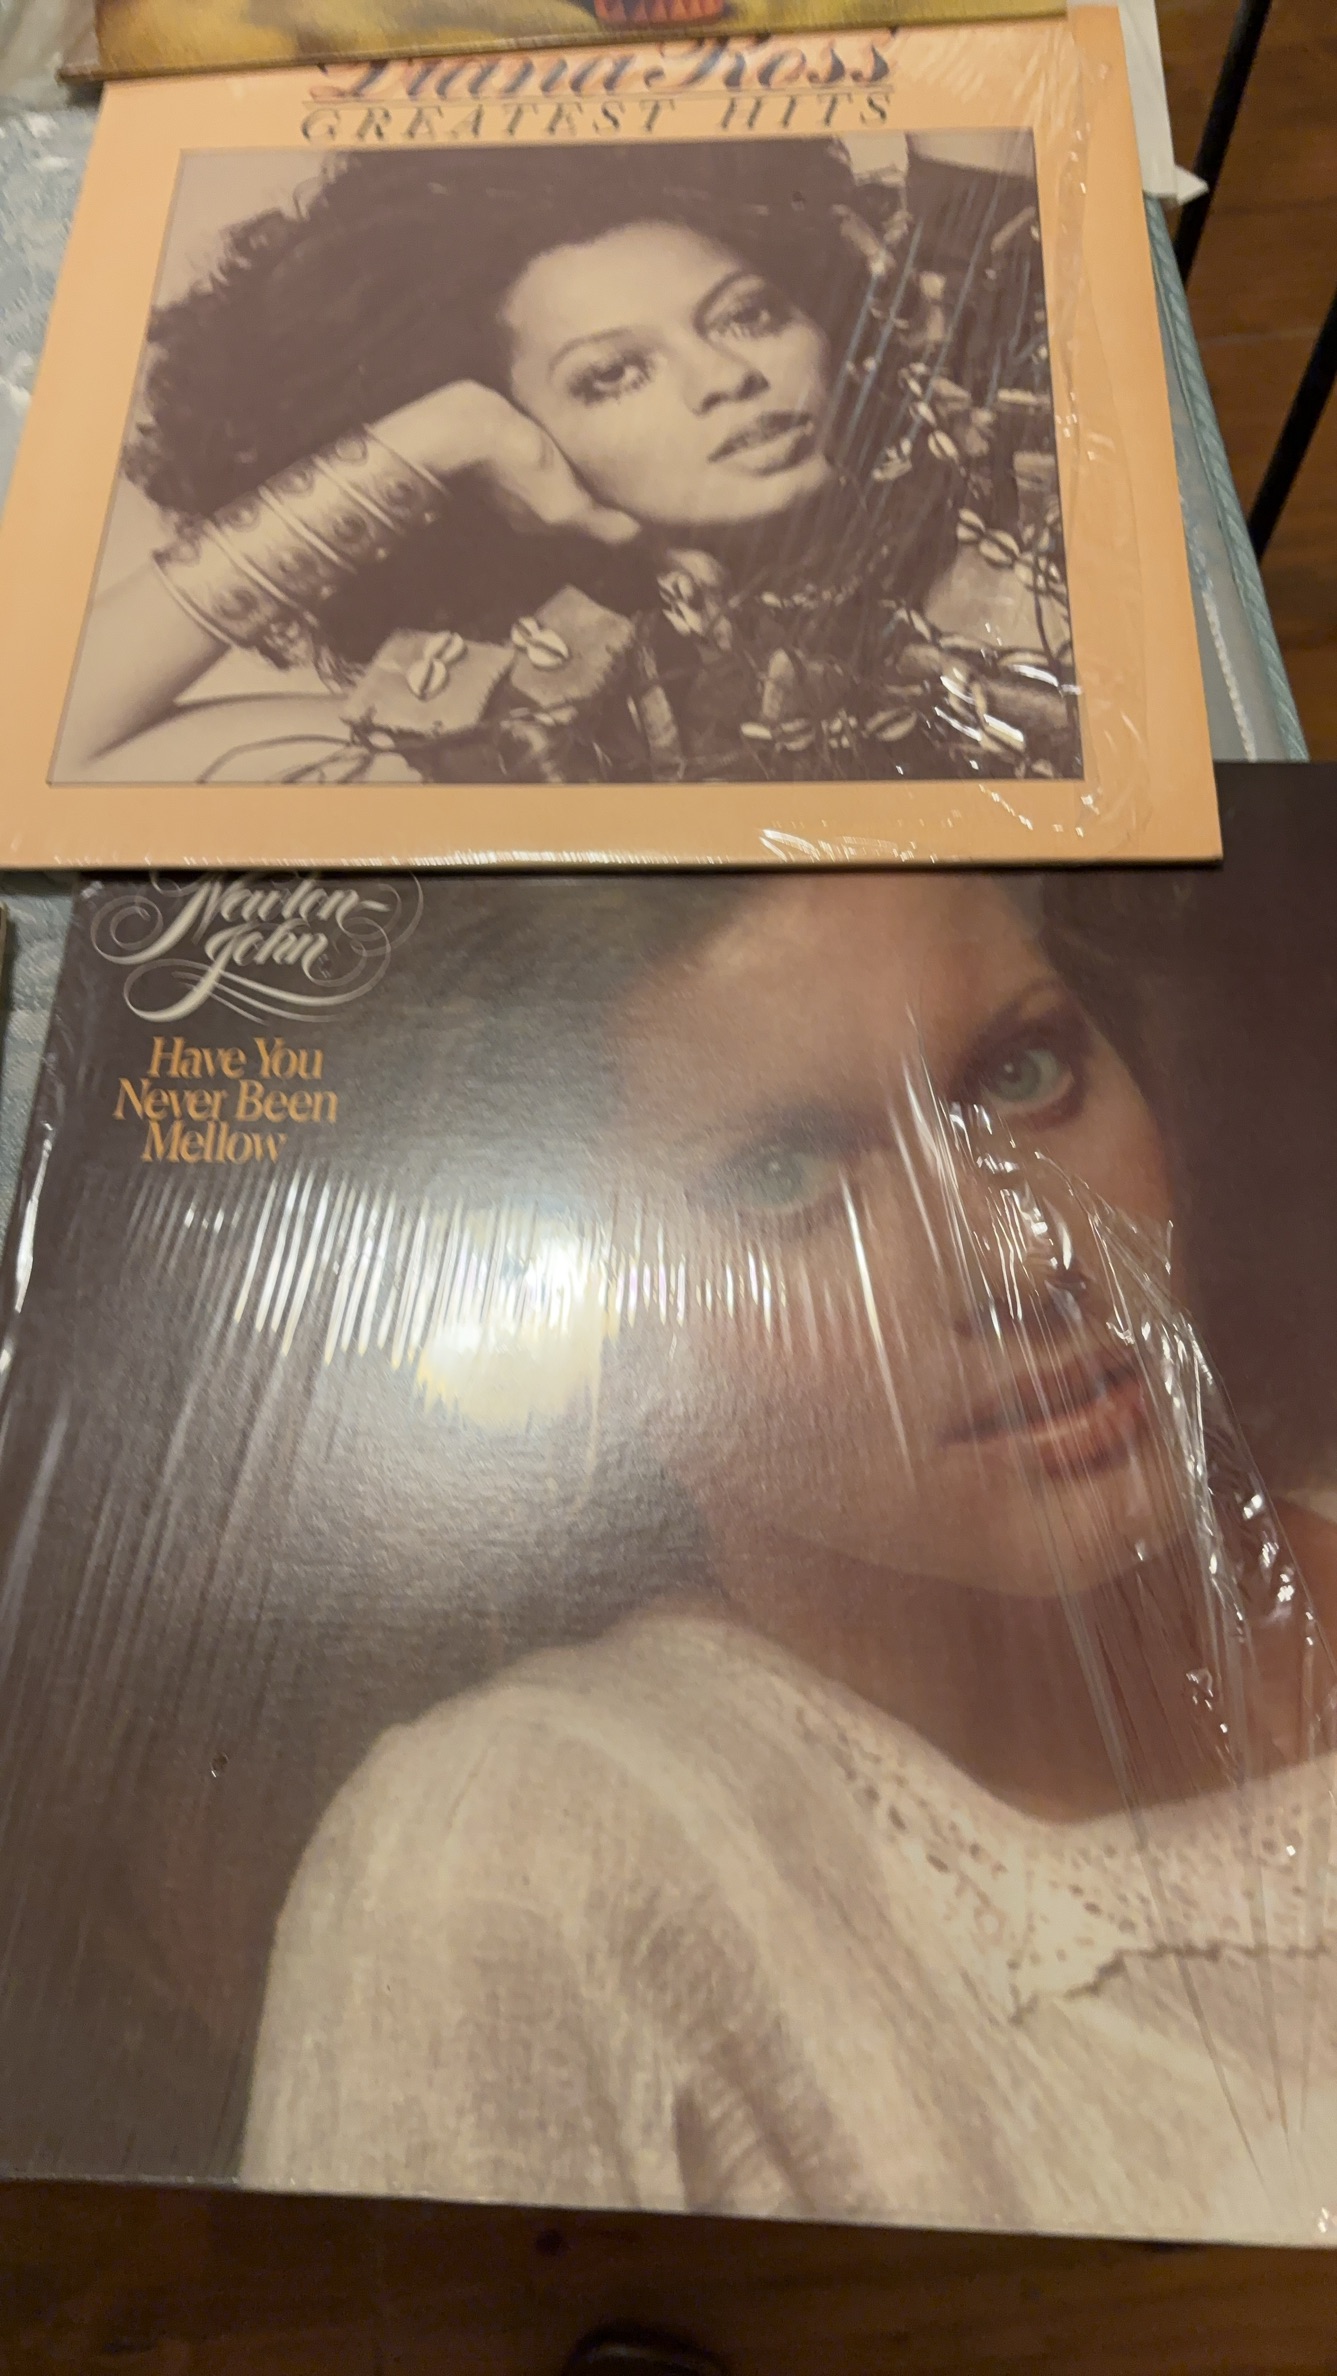 Diana Ross
GREATEST HITS
Newton-
John
Have You
Never Been
Mellow